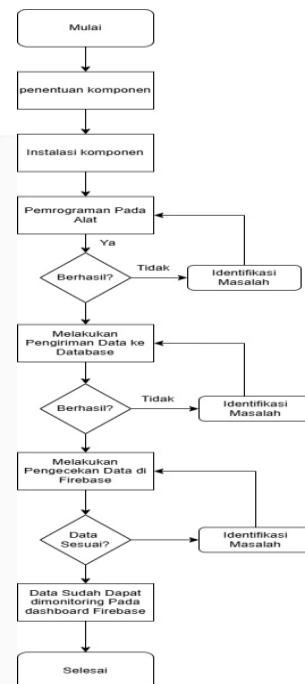 Mulai
penentuan komponen
Instalasi komponen
Pemrograman Pada
Alat
Ya
Berhasil?
Tidak
Identifikasi
Masalah
Melakukan
Pengiriman Data ke
Database
Berhasil?
Tidak
Identifikasi
Masalah
Melakukan
Pengecekan Data di
Firebase
Data
Sesuai?
Identifikasi
Masalah
Data Sudah Dapat
dimonitoring Pada
dashboard Firebase
Selesai